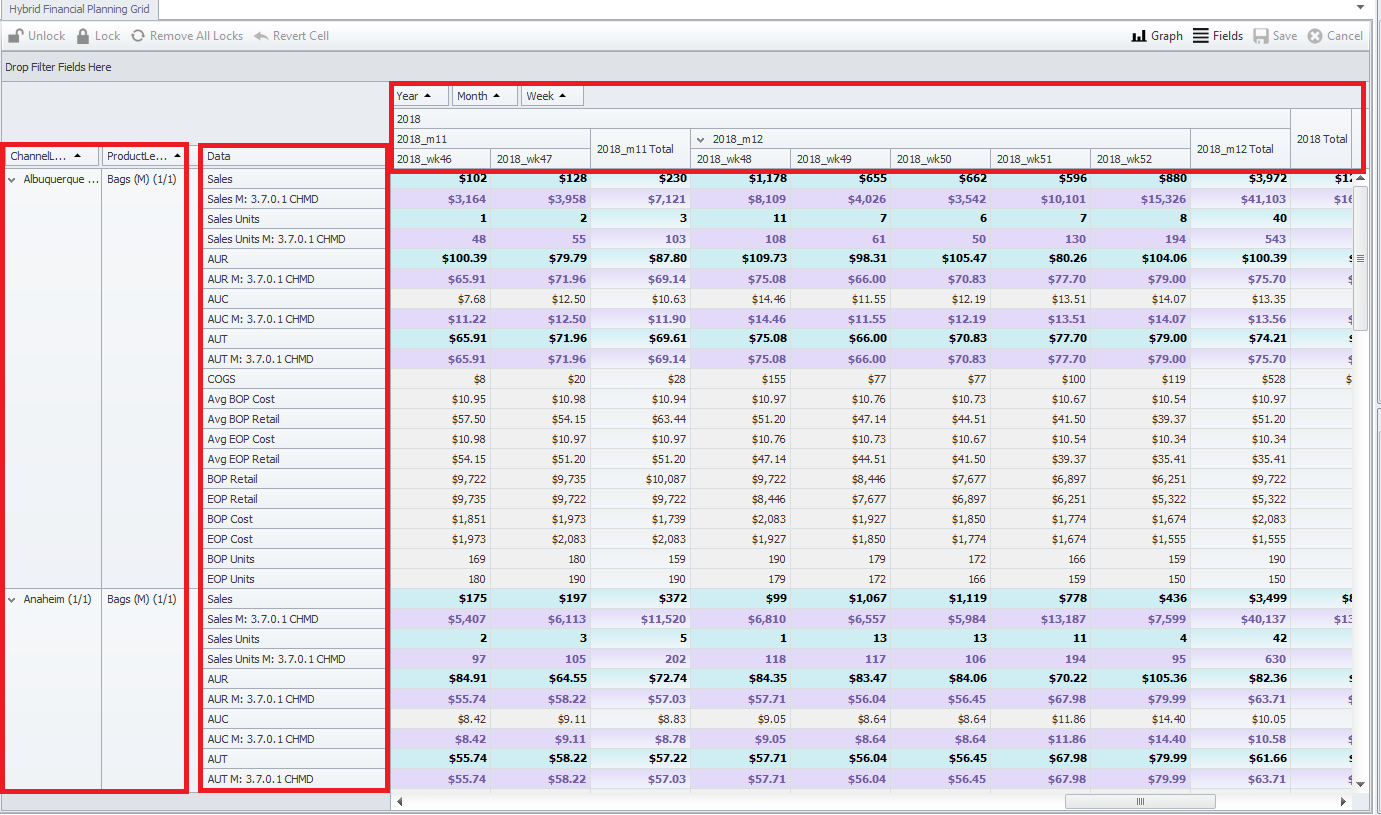 Hybrid Financial Planning Grid
Unlock Lock Remove All Locks Revert Cell Graph Fields Save Cancel
Drop Filter Fields Here
Year Month Week
2018
2018_m11 2018_m11 Total 2018_m12 2018_m12 Total 2018 Total
ChannelL... ProductLe... Data 2018_wk46 2018_wk47 2018_wk48 2018_wk49 2018_wk50 2018_wk51 2018_wk52
Albuquerque ... Bags (M) (1/1) Sales $102 $128 $230 $1,178 $655 $662 $596 $880 $3,972
Sales M: 3.7.0.1 CHMD $3,164 $3,958 $7,121 $8,109 $4,026 $3,542 $10,101 $15,326 $41,103
Sales Units 1 2 3 11 7 6 7 8 40
Sales Units M: 3.7.0.1 CHMD 48 55 103 108 61 50 130 194 543
AUR $100.39 $79.79 $87.80 $109.73 $98.31 $105.47 $80.26 $104.06 $100.39
AUR M: 3.7.0.1 CHMD $65.91 $71.96 $69.14 $75.08 $66.00 $70.83 $77.70 $79.00 $75.70
AUC $7.68 $12.50 $10.63 $14.46 $11.55 $12.19 $13.51 $14.07 $13.35
AUC M: 3.7.0.1 CHMD $11.22 $12.50 $11.90 $14.46 $11.55 $12.19 $13.51 $14.07 $13.56
AUT $65.91 $71.96 $69.61 $75.08 $66.00 $70.83 $77.70 $79.00 $74.21
AUT M: 3.7.0.1 CHMD $65.91 $71.96 $69.14 $75.08 $66.00 $70.83 $77.70 $79.00 $75.70
COGS $8 $20 $28 $155 $77 $77 $100 $119 $528
Avg BOP Cost $10.95 $10.98 $10.94 $10.97 $10.76 $10.73 $10.67 $10.54 $10.97
Avg BOP Retail $57.50 $54.15 $63.44 $51.20 $47.14 $44.51 $41.50 $39.37 $51.20
Avg EOP Cost $10.98 $10.97 $10.97 $10.76 $10.73 $10.67 $10.54 $10.34 $10.34
Avg EOP Retail $54.15 $51.20 $51.20 $47.14 $44.51 $41.50 $39.37 $35.41 $35.41
BOP Retail $9,722 $9,735 $10,087 $9,722 $8,446 $7,677 $6,897 $6,251 $9,722
EOP Retail $9,735 $9,722 $9,722 $8,446 $7,677 $6,897 $6,251 $5,322 $5,322
BOP Cost $1,851 $1,973 $1,739 $2,083 $1,927 $1,850 $1,774 $1,674 $2,083
EOP Cost $1,973 $2,083 $2,083 $1,927 $1,850 $1,774 $1,674 $1,555 $1,555
BOP Units 169 180 159 190 179 172 166 159 190
EOP Units 180 190 190 179 172 166 159 150 150
Anaheim (1/1) Bags (M) (1/1) Sales $175 $197 $372 $99 $1,067 $1,119 $778 $436 $3,499
Sales M: 3.7.0.1 CHMD $5,407 $6,113 $11,520 $6,810 $6,557 $5,984 $13,187 $7,599 $40,137
Sales Units 2 3 5 1 13 13 11 4 42
Sales Units M: 3.7.0.1 CHMD 97 105 202 118 117 106 194 95 630
AUR $84.91 $64.55 $72.74 $84.35 $83.47 $84.06 $70.22 $105.36 $82.36
AUR M: 3.7.0.1 CHMD $55.74 $58.22 $57.03 $57.71 $56.04 $56.45 $67.98 $79.99 $63.71
AUC $8.42 $9.11 $8.83 $9.05 $8.64 $8.64 $11.86 $14.40 $10.05
AUC M: 3.7.0.1 CHMD $8.42 $9.11 $8.78 $9.05 $8.64 $8.64 $11.86 $14.40 $10.58
AUT $55.74 $58.22 $57.22 $57.71 $56.04 $56.45 $67.98 $79.99 $61.66
AUT M: 3.7.0.1 CHMD $55.74 $58.22 $57.03 $57.71 $56.04 $56.45 $67.98 $79.99 $63.71